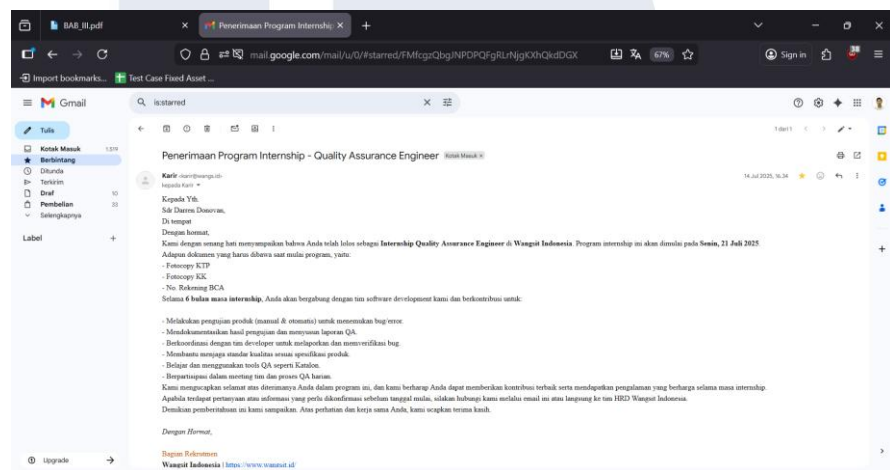 BAB_III.pdf
Penerimaan Program Internship
mail.google.com/mail/u/0/#starred/FMfcgzQbgJNPDPQFgRLrNjgKXhQkdDGX
67%
Sign in
38
Import bookmarks...
Test Case Fixed Asset ...
Gmail
is:starred
Tulis
1 dari 1
Kotak Masuk 1,519
Berbintang
Ditunda
Terkirim
Draf 10
Pembelian 23
Selengkapnya
Label
Penerimaan Program Internship - Quality Assurance Engineer Kotak Masuk x
Karir
kepada Karir
14 Jul 2025, 16.34
Kepada Yth.
Sdr Darren Donovan,
Di tempat
Dengan hormat,
Kami dengan senang hati menyampaikan bahwa Anda telah lolos sebagai Internship Quality Assurance Engineer di Wangsit Indonesia. Program internship ini akan dimulai pada Senin, 21 Juli 2025.
Adapun dokumen yang harus dibawa saat mulai program, yaitu:
- Fotocopy KTP
- Fotocopy KK
- No. Rekening BCA
Selama 6 bulan masa internship, Anda akan bergabung dengan tim software development kami dan berkontribusi untuk:
- Melakukan pengujian produk (manual & otomatis) untuk menemukan bug/error.
- Mendokumentasikan hasil pengujian dan menyusun laporan QA.
- Berkoordinasi dengan tim developer untuk melaporkan dan memverifikasi bug.
- Membantu menjaga standar kualitas sesuai spesifikasi produk.
- Belajar dan menggunakan tools QA seperti Katalon.
- Berpartisipasi dalam meeting tim dan proses QA harian.
Kami mengucapkan selamat atas diterimanya Anda dalam program ini, dan kami berharap Anda dapat memberikan kontribusi terbaik serta mendapatkan pengalaman yang berharga selama masa internship.
Apabila terdapat pertanyaan atau informasi yang perlu dikonfirmasi sebelum tanggal mulai, silakan hubungi kami melalui email ini atau langsung ke tim HRD Wangsit Indonesia.
Demikian pemberitahuan ini kami sampaikan. Atas perhatian dan kerja sama Anda, kami ucapkan terima kasih.
Dengan Hormat,
Bagian Rekrutmen
Wangsit Indonesia | https://www.wangsit.id/
Upgrade